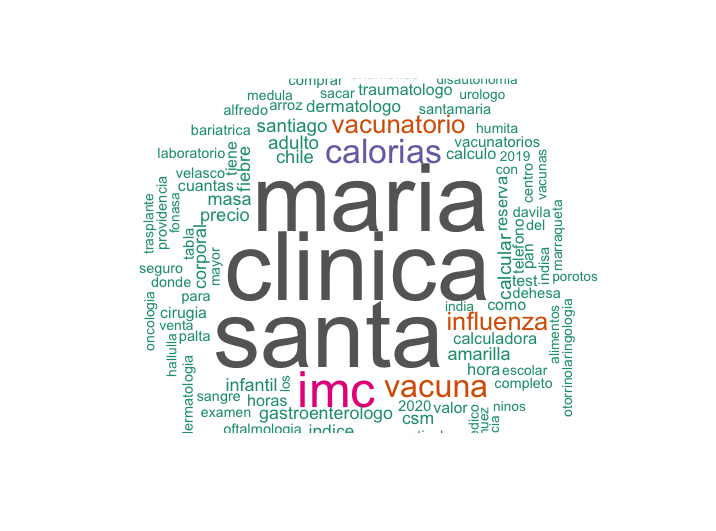 comprar
disautonomia
medula
sacar
traumatologo
urologo
alfredo
arroz
dermatologo
santamaria
bariatrica
santiago
vacunatorio
humita
adulto
vacunatorios
laboratorio
tiene
fiebre
chile
calorias
calculo
2019
velasco
cuantas
con
centro
vacunas
masa
maria
reserva
precio
davila
del
trasplante
providencia
fonasa
tabla
corporal
mayor
clinica
calcular
telefono
pan
indisa
marraqueta
seguro
donde
test
porotos
para
dehesa
india
como
oncologia
cirugia
venta
santa
influenza
palta
calculadora
alimentos
otorrinolaringologia
hallulla
amarilla
hora
escolar
infantil
los
imc
vacuna
completo
sangre
horas
2020
valor
ninos
examen
gastroenterologo
csm
oftalmologia
indice